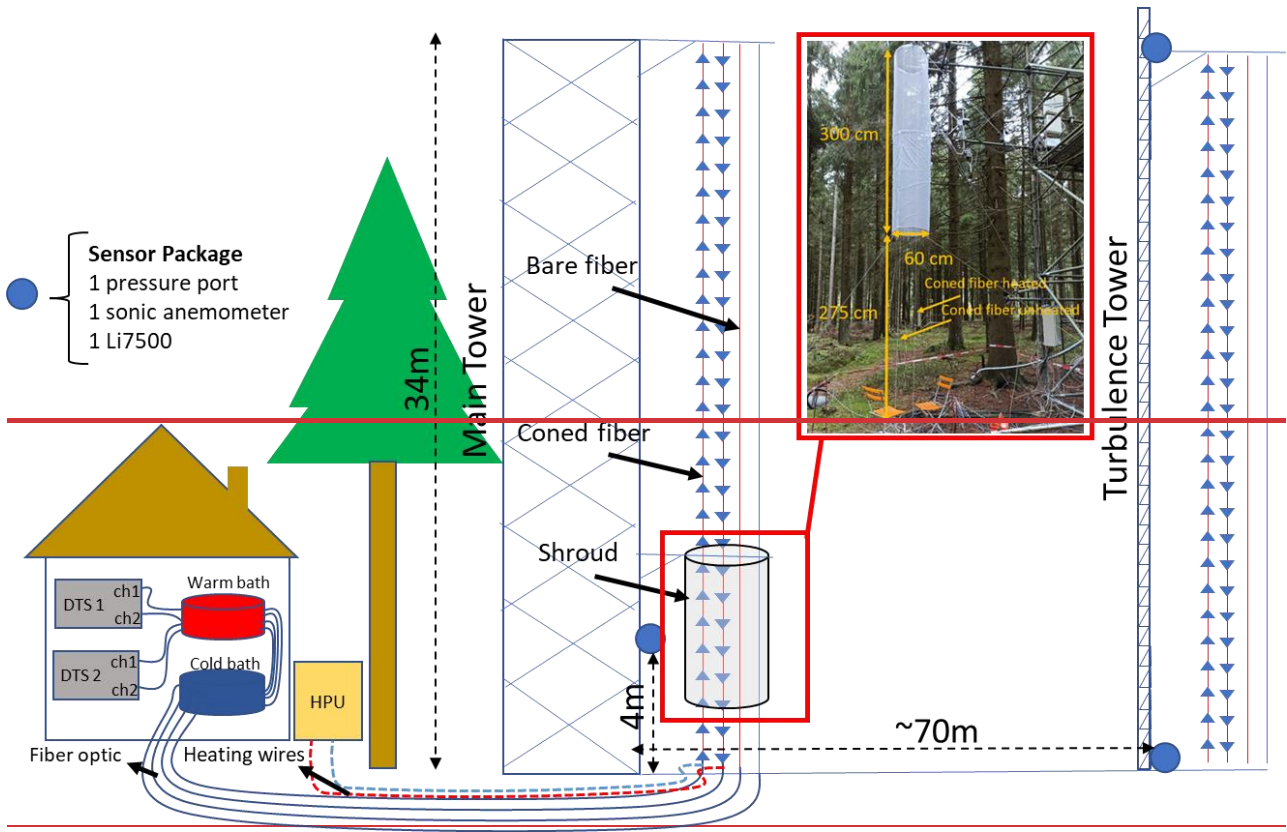 Sensor Package
1 pressure port
1 sonic anemometer
1 Li7500
34m
Main Tower
Bare fiber
Coned fiber
Shroud
4m
300 cm
60 cm
275 cm
Coned fiber heated
Coned fiber unheated
Turbulence Tower
~70m
DTS 1
ch1
ch2
Warm bath
DTS 2
ch1
ch2
Cold bath
HPU
Fiber optic
Heating wires